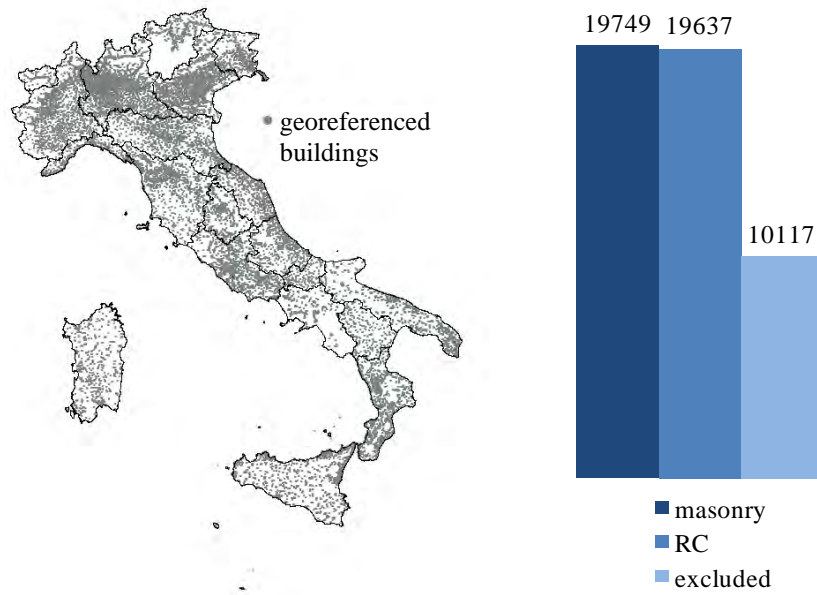 georeferenced
buildings
19749
19637
10117
masonry
RC
excluded